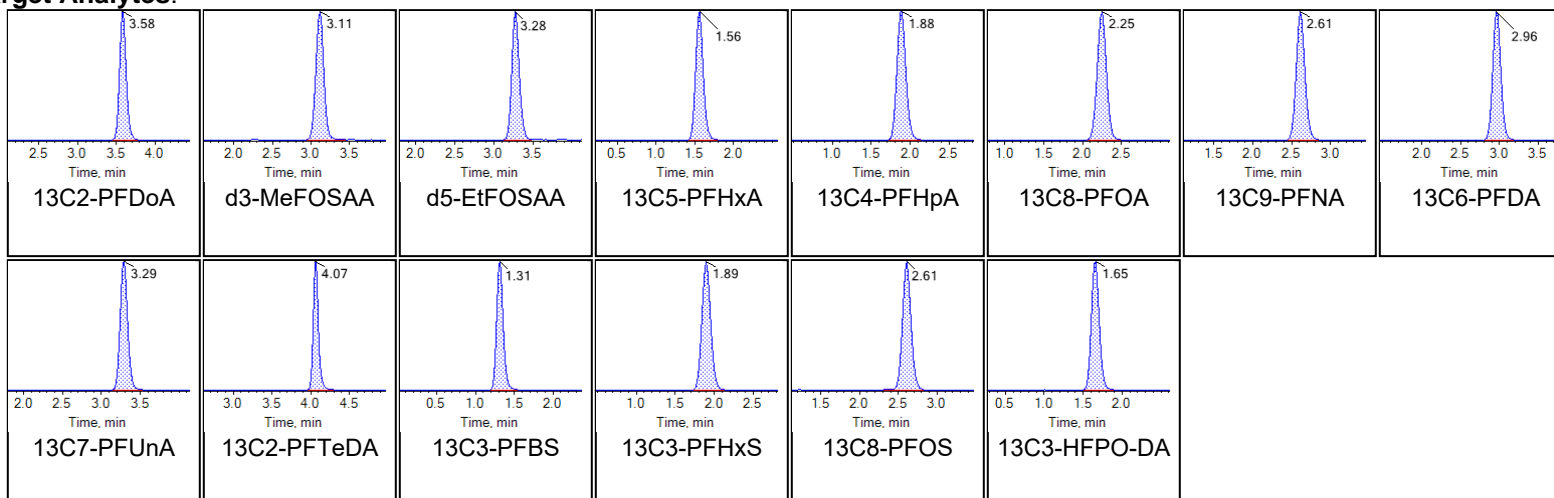 3.58 3.11 3.28 1.56 1.88 2.25 2.61 2.96
2.5 3.0 3.5 4.0 2.0 2.5 3.0 3.5 2.0 2.5 3.0 3.5 0.5 1.0 1.5 2.0 1.0 1.5 2.0 2.5 1.0 1.5 2.0 2.5 1.5 2.0 2.5 3.0 2.0 2.5 3.0 3.5
Time, min Time, min Time, min Time, min Time, min Time, min Time, min Time, min
13C2-PFDoA d3-MeFOSAA d5-EtFOSAA 13C5-PFHxA 13C4-PFHpA 13C8-PFOA 13C9-PFNA 13C6-PFDA
3.29 4.07 1.31 1.89 2.61 1.65
2.0 2.5 3.0 3.5 3.0 3.5 4.0 4.5 0.5 1.0 1.5 2.0 1.0 1.5 2.0 2.5 1.5 2.0 2.5 3.0 0.5 1.0 1.5 2.0
Time, min Time, min Time, min Time, min Time, min Time, min
13C7-PFUnA 13C2-PFTeDA 13C3-PFBS 13C3-PFHxS 13C8-PFOS 13C3-HFPO-DA